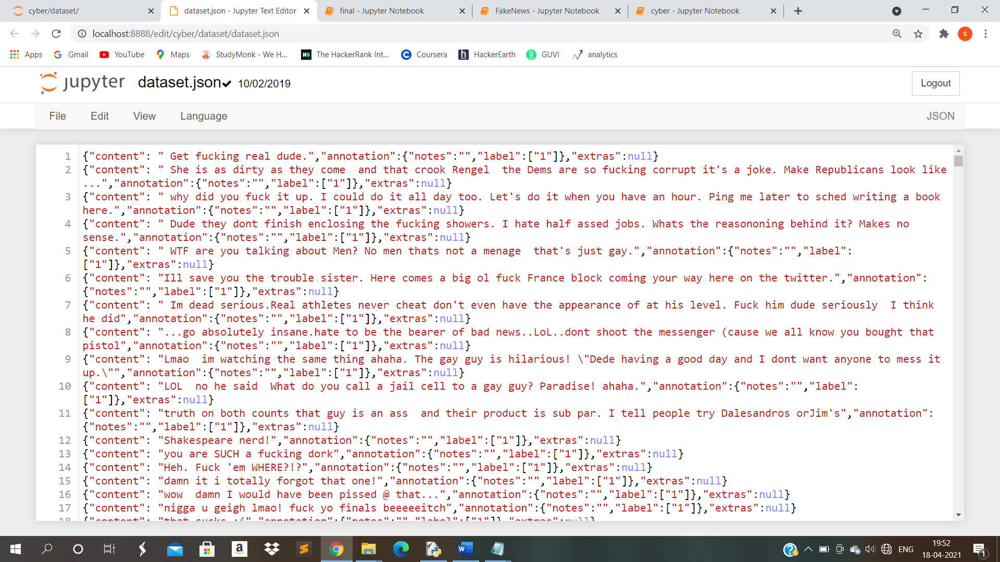 cyber/dataset/
dataset.json - Jupyter Text Editor
final - Jupyter Notebook
FakeNews - Jupyter Notebook
cyber - Jupyter Notebook
localhost:8888/edit/cyber/dataset/dataset.json
s
Apps
Gmail
YouTube
Maps
StudyMonk - We H...
The HackerRank Int...
Coursera
HackerEarth
GUVI
analytics
jupyter dataset.json 10/02/2019
Logout
File Edit View Language JSON
1 {"content": " Get fucking real dude.","annotation":{"notes":"","label":["1"]},"extras":null}
2 {"content": " She is as dirty as they come  and that crook Rengel  the Dems are so fucking corrupt it's a joke. Make Republicans look like
...","annotation":{"notes":"","label":["1"]},"extras":null}
3 {"content": " why did you fuck it up. I could do it all day too. Let's do it when you have an hour. Ping me later to sched writing a book
here.","annotation":{"notes":"","label":["1"]},"extras":null}
4 {"content": " Dude they dont finish enclosing the fucking showers. I hate half assed jobs. Whats the reasononing behind it? Makes no
sense.","annotation":{"notes":"","label":["1"]},"extras":null}
5 {"content": " WTF are you talking about Men? No men thats not a menage  that's just gay.","annotation":{"notes":"","label":
["1"]},"extras":null}
6 {"content": "Ill save you the trouble sister. Here comes a big ol fuck France block coming your way here on the twitter.","annotation":
{"notes":"","label":["1"]},"extras":null}
7 {"content": " Im dead serious.Real athletes never cheat don't even have the appearance of at his level. Fuck him dude seriously  I think
he did","annotation":{"notes":"","label":["1"]},"extras":null}
8 {"content": "...go absolutely insane.hate to be the bearer of bad news..LoL..dont shoot the messenger (cause we all know you bought that
pistol","annotation":{"notes":"","label":["1"]},"extras":null}
9 {"content": "Lmao  im watching the same thing ahaha. The gay guy is hilarious! \"Dede having a good day and I dont want anyone to mess it
up.\"","annotation":{"notes":"","label":["1"]},"extras":null}
10 {"content": "LOL  no he said  What do you call a jail cell to a gay guy? Paradise! ahaha.","annotation":{"notes":"","label":
["1"]},"extras":null}
11 {"content": "truth on both counts that guy is an ass  and their product is sub par. I tell people try Dalesandros orJim's","annotation":
{"notes":"","label":["1"]},"extras":null}
12 {"content": "Shakespeare nerd!","annotation":{"notes":"","label":["1"]},"extras":null}
13 {"content": "you are SUCH a fucking dork","annotation":{"notes":"","label":["1"]},"extras":null}
14 {"content": "Heh. Fuck 'em WHERE?!?","annotation":{"notes":"","label":["1"]},"extras":null}
15 {"content": "damn it i totally forgot that one!","annotation":{"notes":"","label":["1"]},"extras":null}
16 {"content": "wow  damn I would have been pissed @ that...","annotation":{"notes":"","label":["1"]},"extras":null}
17 {"content": "nigga u geigh lmao! fuck yo finals beeeeeitch","annotation":{"notes":"","label":["1"]},"extras":null}
18 {"content": "that sucks :(","annotation":{"notes":"","label":["1"]},"extras":null}
ENG
19:52
18-04-2021
1